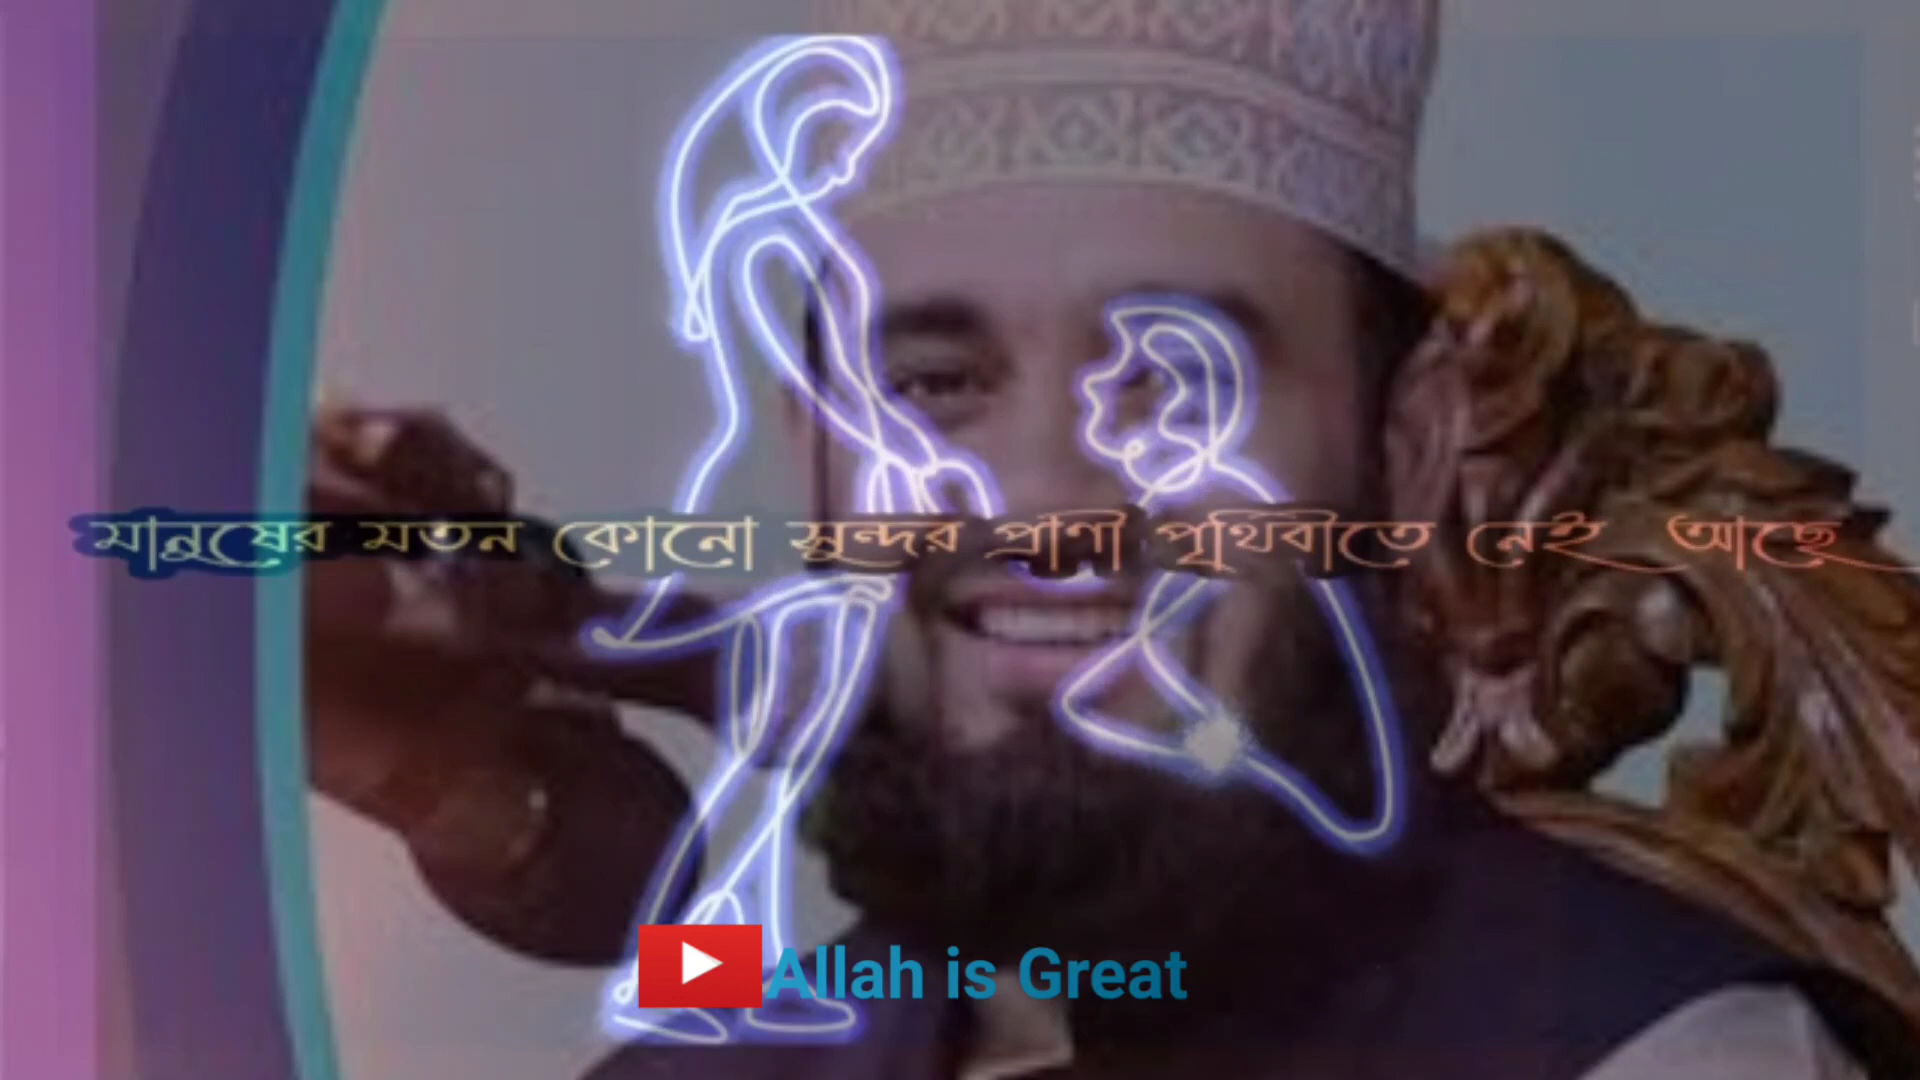 মানুষের মতন কোনো সুন্দর প্রাণী পৃথিবীতে নেই আছে
Allah is Great